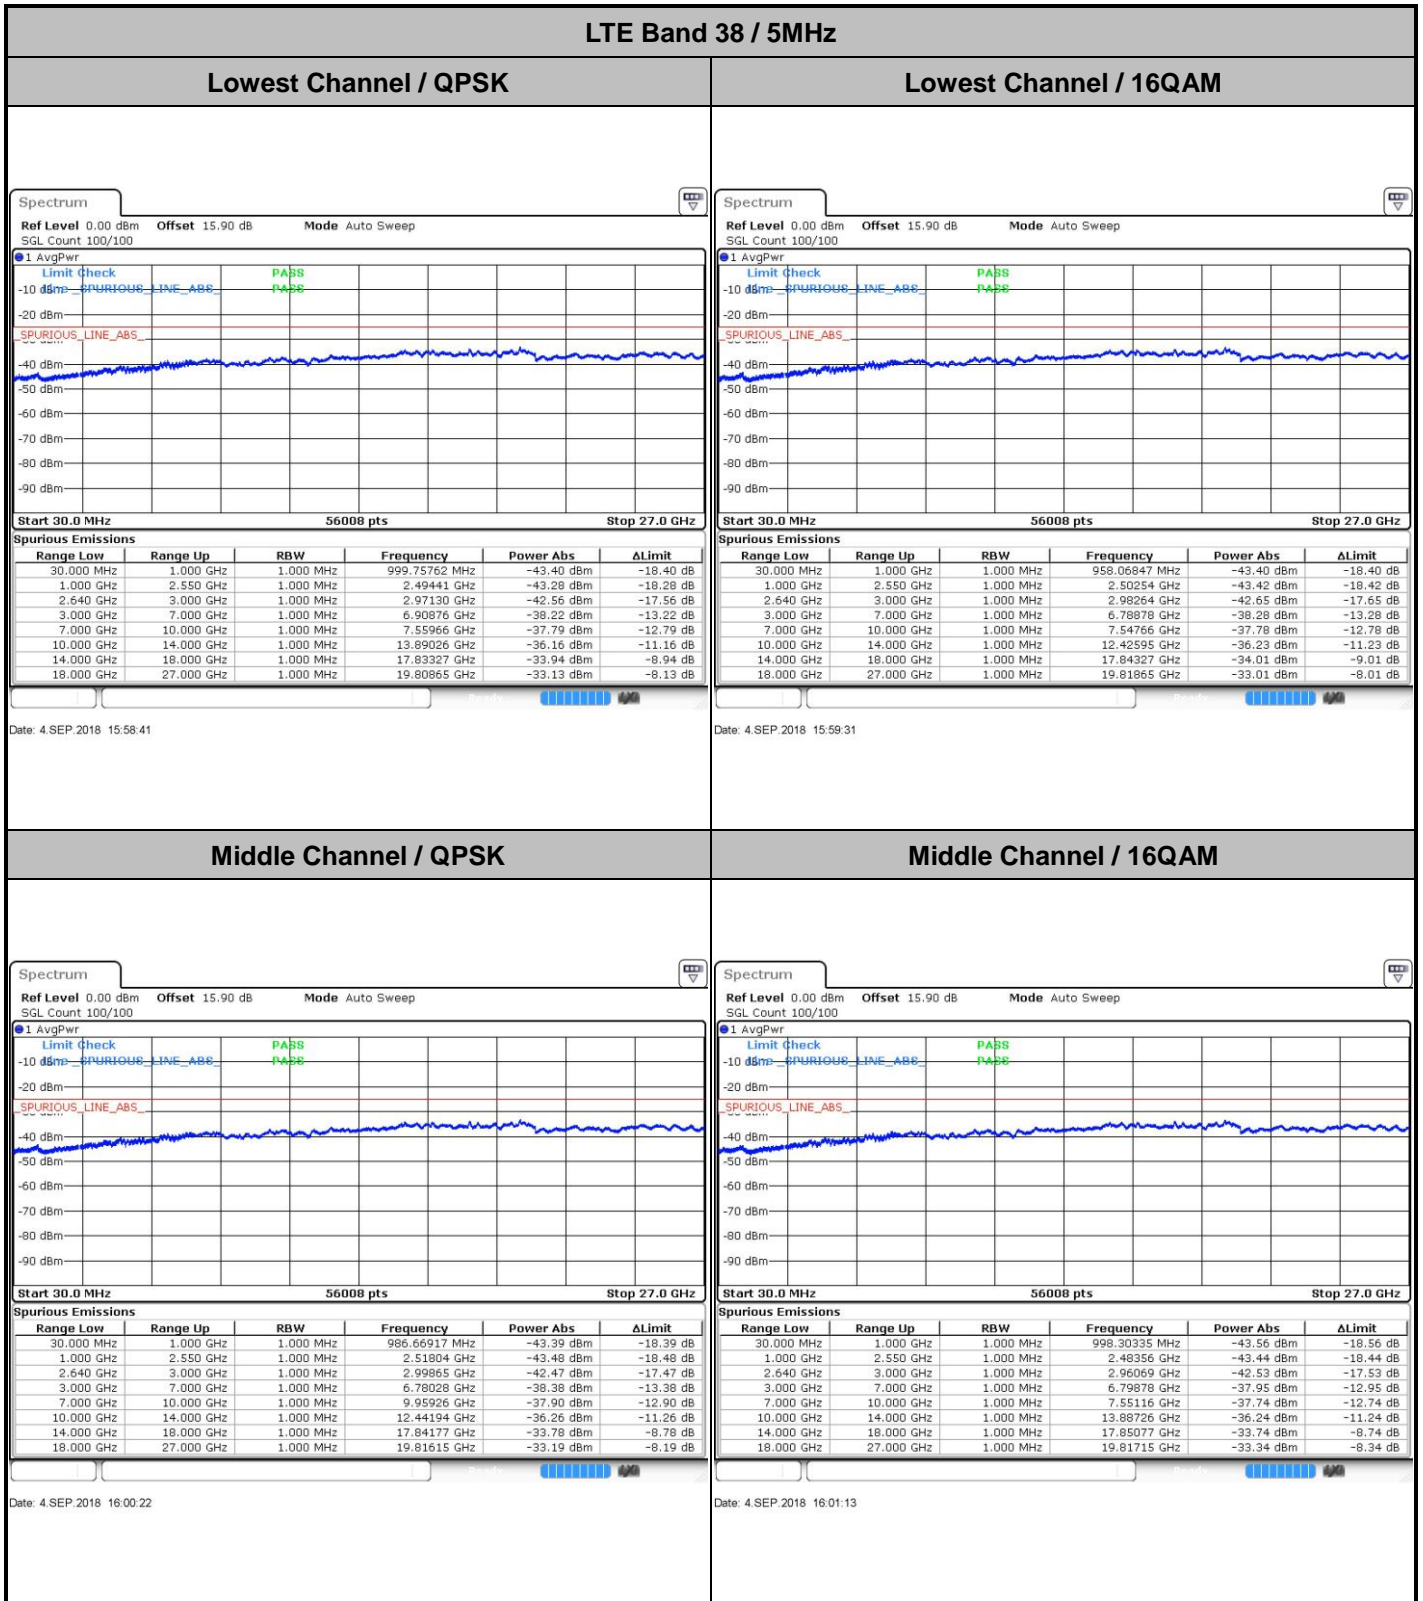 LTE Band 38 / 5MHz
Lowest Channel / QPSK
Lowest Channel / 16QAM
Spectrum
Ref Level 0.00 dBm Offset 15.90 dB Mode Auto Sweep
SGL Count 100/100
1 AvgPwr
Limit Check PASS
-10 dBm Line _SPURIOUS_LINE_ABS_ PASS
-20 dBm
_SPURIOUS_LINE_ABS_
-40 dBm
-50 dBm
-60 dBm
-70 dBm
-80 dBm
-90 dBm
Start 30.0 MHz 56008 pts Stop 27.0 GHz
Spurious Emissions
Range Low Range Up RBW Frequency Power Abs ΔLimit
30.000 MHz 1.000 GHz 1.000 MHz 999.75762 MHz -43.40 dBm -18.40 dB
1.000 GHz 2.550 GHz 1.000 MHz 2.49441 GHz -43.28 dBm -18.28 dB
2.640 GHz 3.000 GHz 1.000 MHz 2.97130 GHz -42.56 dBm -17.56 dB
3.000 GHz 7.000 GHz 1.000 MHz 6.90876 GHz -38.22 dBm -13.22 dB
7.000 GHz 10.000 GHz 1.000 MHz 7.55966 GHz -37.79 dBm -12.79 dB
10.000 GHz 14.000 GHz 1.000 MHz 13.89026 GHz -36.16 dBm -11.16 dB
14.000 GHz 18.000 GHz 1.000 MHz 17.83327 GHz -33.94 dBm -8.94 dB
18.000 GHz 27.000 GHz 1.000 MHz 19.80865 GHz -33.13 dBm -8.13 dB
Date: 4.SEP.2018 15:58:41
Spectrum
Ref Level 0.00 dBm Offset 15.90 dB Mode Auto Sweep
SGL Count 100/100
1 AvgPwr
Limit Check PASS
-10 dBm Line _SPURIOUS_LINE_ABS_ PASS
-20 dBm
_SPURIOUS_LINE_ABS_
-40 dBm
-50 dBm
-60 dBm
-70 dBm
-80 dBm
-90 dBm
Start 30.0 MHz 56008 pts Stop 27.0 GHz
Spurious Emissions
Range Low Range Up RBW Frequency Power Abs ΔLimit
30.000 MHz 1.000 GHz 1.000 MHz 958.06847 MHz -43.40 dBm -18.40 dB
1.000 GHz 2.550 GHz 1.000 MHz 2.50254 GHz -43.42 dBm -18.42 dB
2.640 GHz 3.000 GHz 1.000 MHz 2.98264 GHz -42.65 dBm -17.65 dB
3.000 GHz 7.000 GHz 1.000 MHz 6.78878 GHz -38.28 dBm -13.28 dB
7.000 GHz 10.000 GHz 1.000 MHz 7.54766 GHz -37.78 dBm -12.78 dB
10.000 GHz 14.000 GHz 1.000 MHz 12.42595 GHz -36.23 dBm -11.23 dB
14.000 GHz 18.000 GHz 1.000 MHz 17.84327 GHz -34.01 dBm -9.01 dB
18.000 GHz 27.000 GHz 1.000 MHz 19.81865 GHz -33.01 dBm -8.01 dB
Date: 4.SEP.2018 15:59:31
Middle Channel / QPSK
Middle Channel / 16QAM
Spectrum
Ref Level 0.00 dBm Offset 15.90 dB Mode Auto Sweep
SGL Count 100/100
1 AvgPwr
Limit Check PASS
-10 dBm Line _SPURIOUS_LINE_ABS_ PASS
-20 dBm
_SPURIOUS_LINE_ABS_
-40 dBm
-50 dBm
-60 dBm
-70 dBm
-80 dBm
-90 dBm
Start 30.0 MHz 56008 pts Stop 27.0 GHz
Spurious Emissions
Range Low Range Up RBW Frequency Power Abs ΔLimit
30.000 MHz 1.000 GHz 1.000 MHz 986.66917 MHz -43.39 dBm -18.39 dB
1.000 GHz 2.550 GHz 1.000 MHz 2.51804 GHz -43.48 dBm -18.48 dB
2.640 GHz 3.000 GHz 1.000 MHz 2.99865 GHz -42.47 dBm -17.47 dB
3.000 GHz 7.000 GHz 1.000 MHz 6.78028 GHz -38.38 dBm -13.38 dB
7.000 GHz 10.000 GHz 1.000 MHz 9.95926 GHz -37.90 dBm -12.90 dB
10.000 GHz 14.000 GHz 1.000 MHz 12.44194 GHz -36.26 dBm -11.26 dB
14.000 GHz 18.000 GHz 1.000 MHz 17.84177 GHz -33.78 dBm -8.78 dB
18.000 GHz 27.000 GHz 1.000 MHz 19.81615 GHz -33.19 dBm -8.19 dB
Date: 4.SEP.2018 16:00:22
Spectrum
Ref Level 0.00 dBm Offset 15.90 dB Mode Auto Sweep
SGL Count 100/100
1 AvgPwr
Limit Check PASS
-10 dBm Line _SPURIOUS_LINE_ABS_ PASS
-20 dBm
_SPURIOUS_LINE_ABS_
-40 dBm
-50 dBm
-60 dBm
-70 dBm
-80 dBm
-90 dBm
Start 30.0 MHz 56008 pts Stop 27.0 GHz
Spurious Emissions
Range Low Range Up RBW Frequency Power Abs ΔLimit
30.000 MHz 1.000 GHz 1.000 MHz 998.30335 MHz -43.56 dBm -18.56 dB
1.000 GHz 2.550 GHz 1.000 MHz 2.48356 GHz -43.44 dBm -18.44 dB
2.640 GHz 3.000 GHz 1.000 MHz 2.96069 GHz -42.53 dBm -17.53 dB
3.000 GHz 7.000 GHz 1.000 MHz 6.79878 GHz -37.95 dBm -12.95 dB
7.000 GHz 10.000 GHz 1.000 MHz 7.55116 GHz -37.74 dBm -12.74 dB
10.000 GHz 14.000 GHz 1.000 MHz 13.88726 GHz -36.24 dBm -11.24 dB
14.000 GHz 18.000 GHz 1.000 MHz 17.85077 GHz -33.74 dBm -8.74 dB
18.000 GHz 27.000 GHz 1.000 MHz 19.81715 GHz -33.34 dBm -8.34 dB
Date: 4.SEP.2018 16:01:13